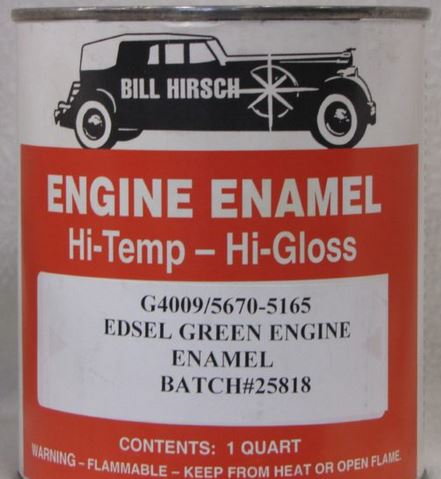 BILL HIRSCH
ENGINE ENAMEL
Hi-Temp – Hi-Gloss
G4009/5670-5165
EDSEL GREEN ENGINE
ENAMEL
BATCH#25818
CONTENTS: 1 QUART
WARNING – FLAMMABLE – KEEP FROM HEAT OR OPEN FLAME.